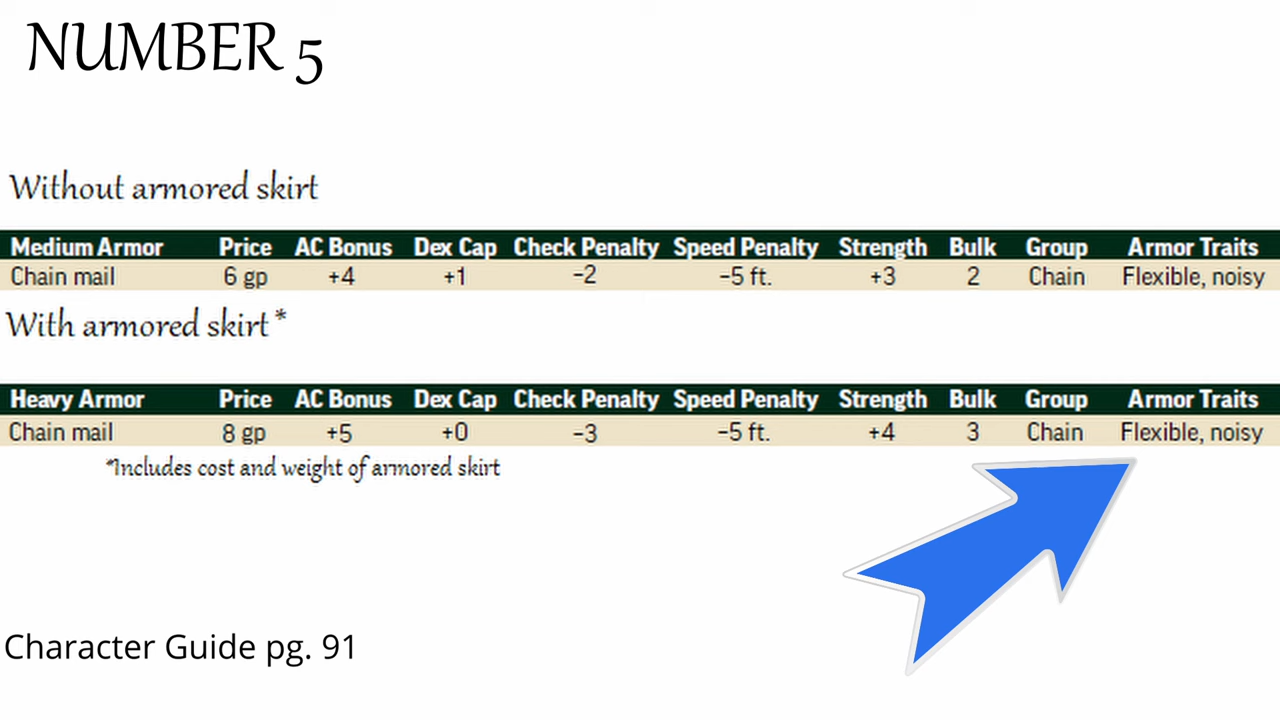 NUMBER 5
Without armored skirt
Medium Armor Price AC Bonus Dex Cap Check Penalty Speed Penalty Strength Bulk Group Armor Traits
Chain mail 6 gp +4 +1 −2 −5 ft. +3 2 Chain Flexible, noisy
With armored skirt*
Heavy Armor Price AC Bonus Dex Cap Check Penalty Speed Penalty Strength Bulk Group Armor Traits
Chain mail 8 gp +5 +0 −3 −5 ft. +4 3 Chain Flexible, noisy
*Includes cost and weight of armored skirt
Character Guide pg. 91